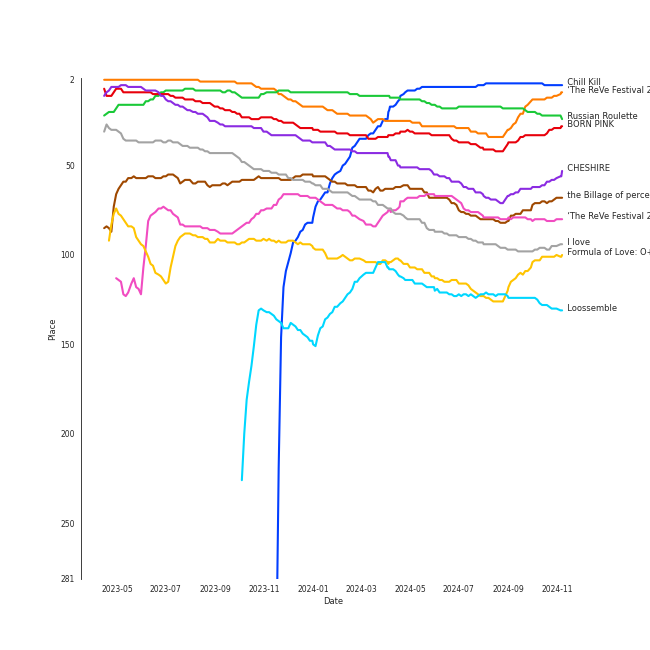 2
50
100
150
200
250
281
Place
2023-05
2023-07
2023-09
2023-11
2024-01
2024-03
2024-05
2024-07
2024-09
2024-11
Date
Chill Kill
'The ReVe Festival 2
Russian Roulette
BORN PINK
CHESHIRE
the Billage of perce
'The ReVe Festival 2
I love
Formula of Love: O+
Loossemble